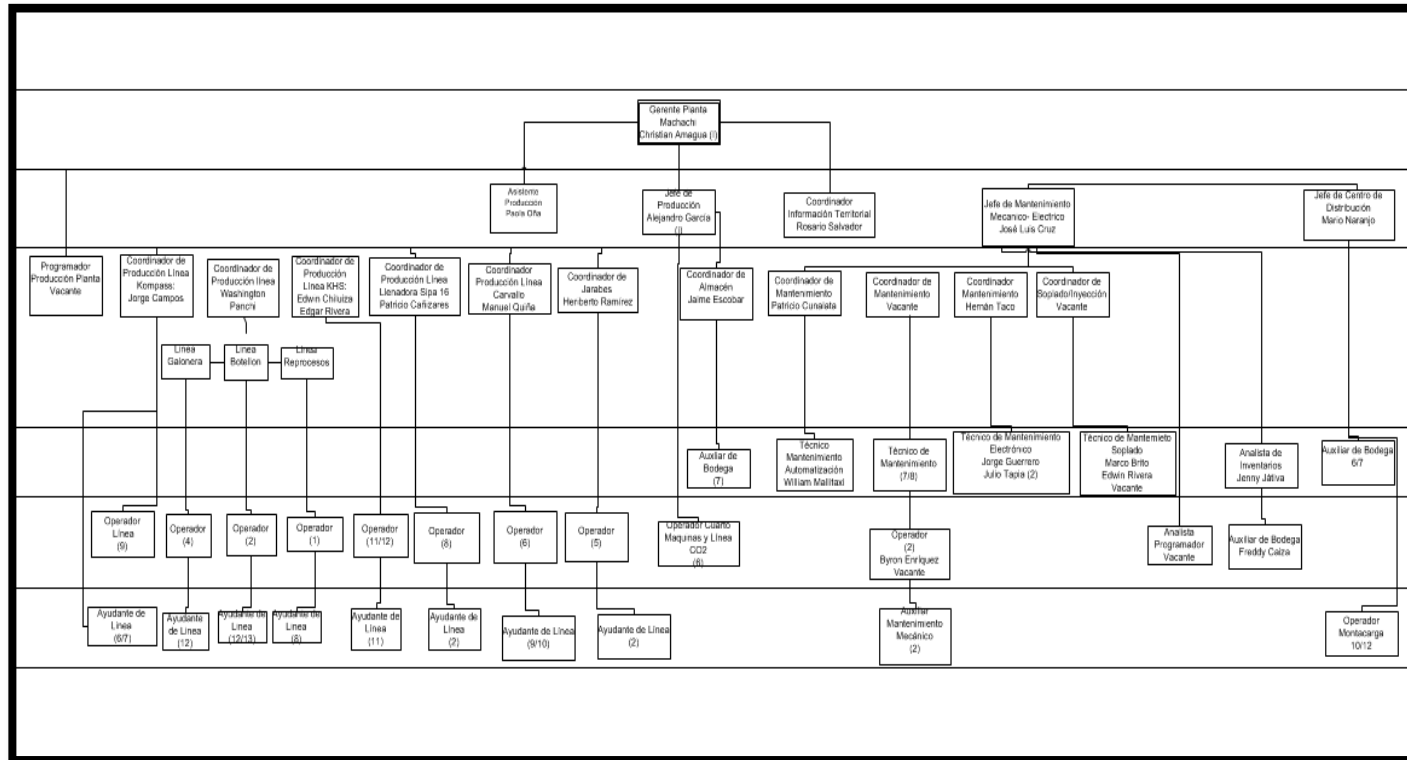 Gerente Planta
Machachi
Christian Amagua (I)
Asistente
Producción
Paola Oña
Jefe de
Producción
Alejandro García
(I)
Coordinador
Información Territorial
Rosario Salvador
Jefe de Mantenimiento
Mecanico- Electrico
José Luis Cruz
Jefe de Centro de
Distribución
Mario Naranjo
Programador
Producción Planta
Vacante
Coordinador de
Producción Línea
Kompass:
Jorge Campos
Coordinador de
Producción línea
Washington
Panchi
Coordinador de
Producción
Línea KHS:
Edwin Chiluiza
Edgar Rivera
Coordinador de
Producción Línea
Llenadora Sipa 16
Patricio Cañizares
Coordinador
Producción Línea
Carvallo
Manuel Quiña
Coordinador de
Jarabes
Heriberto Ramírez
Coordinador de
Almacén
Jaime Escobar
Coordinador de
Mantenimiento
Patricio Cunalata
Coordinador de
Mantenimiento
Vacante
Coordinador
Mantenimiento
Hernán Taco
Coordinador de
Soplado/Inyección
Vacante
Línea
Galonera
Línea
Botellon
Línea
Reprocesos
Auxiliar de
Bodega
(7)
Técnico
Mantenimiento
Automatización
William Mallitaxi
Técnico de
Mantenimiento
(7/8)
Técnico de Mantenimiento
Electrónico
Jorge Guerrero
Julio Tapia (2)
Técnico de Mantemieto
Soplado
Marco Brito
Edwin Rivera
Vacante
Analista de
Inventarios
Jenny Játiva
Auxiliar de Bodega
6/7
Operador
Línea
(9)
Operador
(4)
Operador
(2)
Operador
(1)
Operador
(11/12)
Operador
(8)
Operador
(6)
Operador
(5)
Operador Cuarto
Maquinas y Línea
CO2
(6)
Operador
(2)
Byron Enríquez
Vacante
Analista
Programador
Vacante
Auxiliar de Bodega
Freddy Caiza
Ayudante de
Línea
(6/7)
Ayudante
de Línea
(12)
Ayudante de
Línea
(12/13)
Ayudante de
Línea
(8)
Ayudante de
Línea
(11)
Ayudante de
Línea
(2)
Ayudante de Línea
(9/10)
Ayudante de Línea
(2)
Auxiliar
Mantenimiento
Mecánico
(2)
Operador
Montacarga
10/12